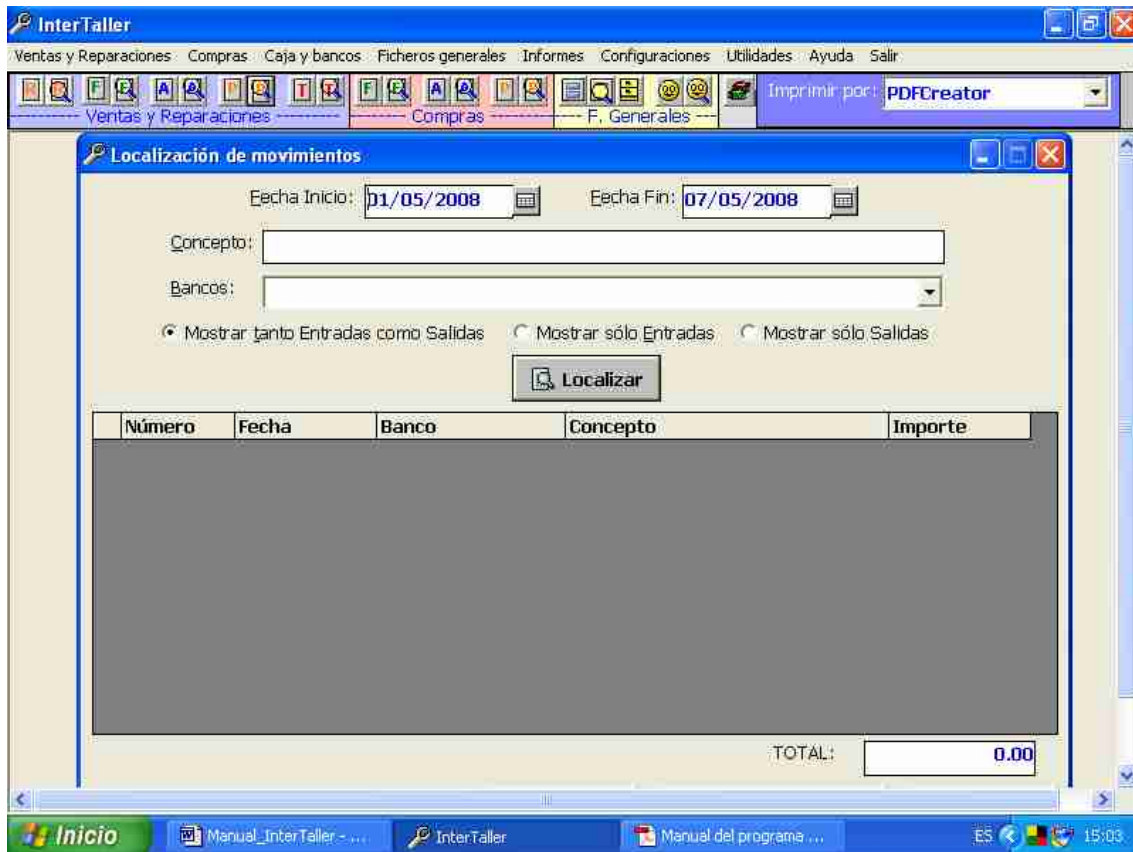 InterTaller
Ventas y Reparaciones Compras Caja y bancos Ficheros generales Informes Configuraciones Utilidades Ayuda Salir
R F F A A P P T T F F A A P P Imprimir por: PDFCreator
Ventas y Reparaciones Compras F. Generales
Localización de movimientos
Fecha Inicio: 01/05/2008 Fecha Fin: 07/05/2008
Concepto:
Bancos:
Mostrar tanto Entradas como Salidas Mostrar sólo Entradas Mostrar sólo Salidas
Localizar
Número Fecha Banco Concepto Importe
TOTAL: 0.00
Inicio Manual_InterTaller - ... InterTaller Manual del programa ... ES 15:03